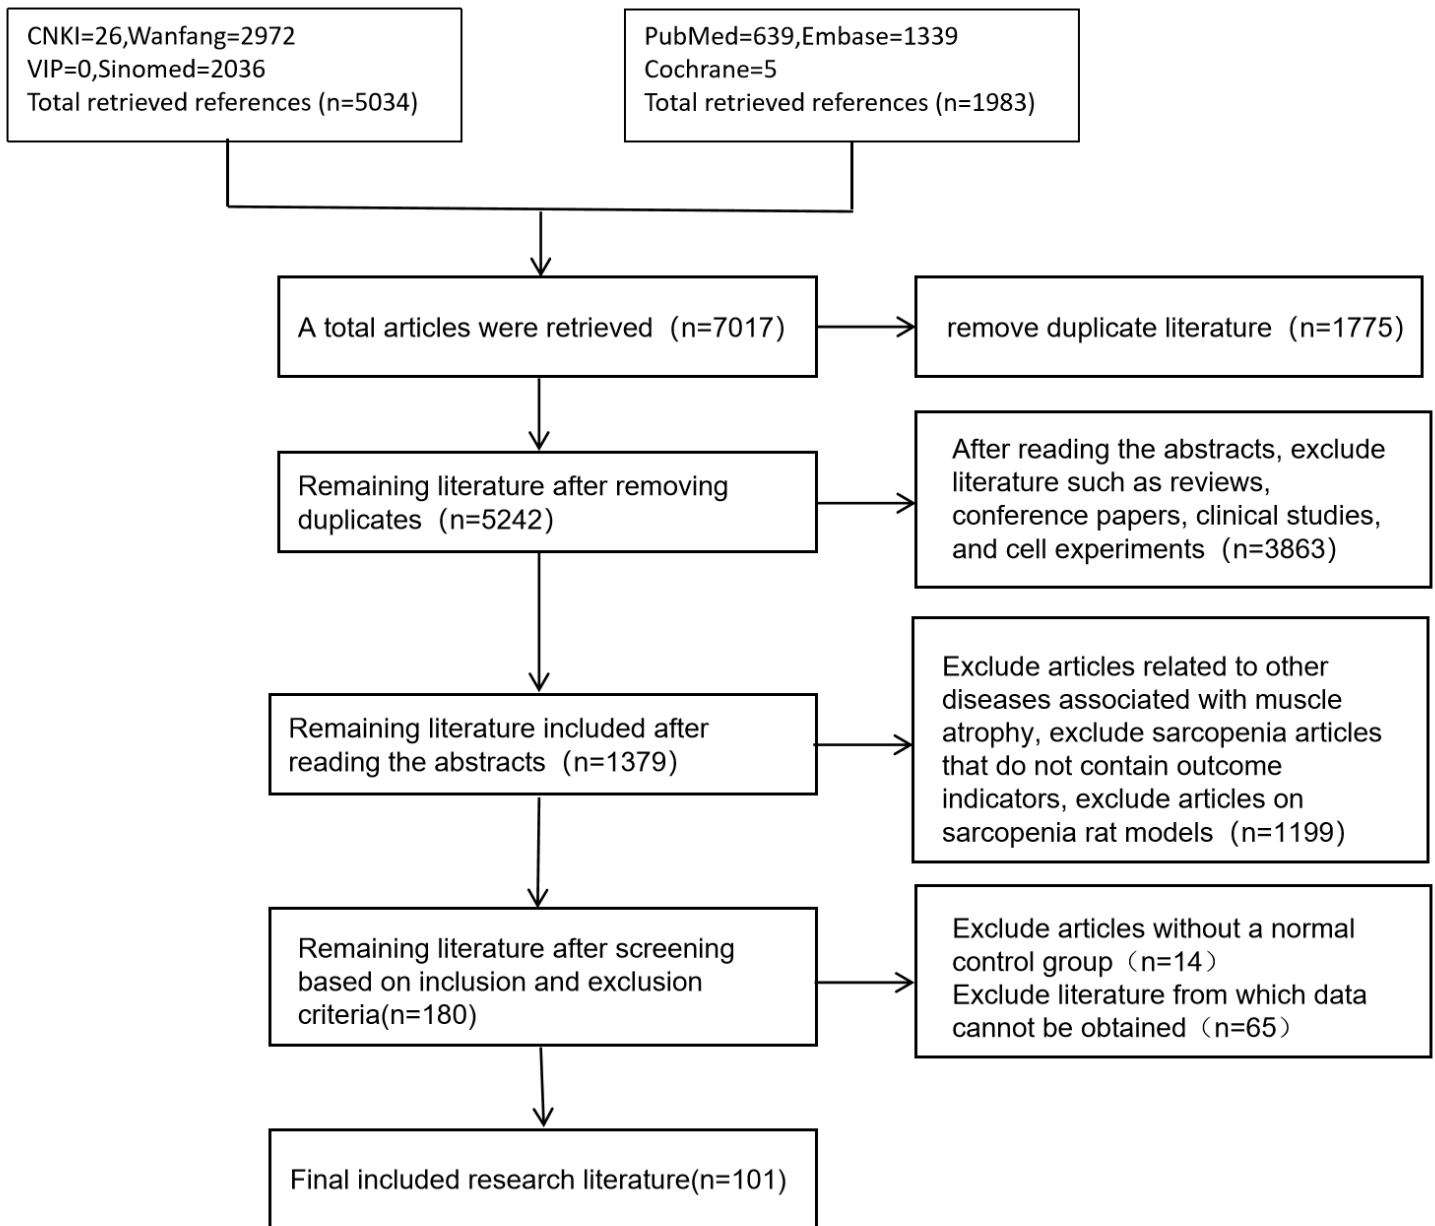 CNKI=26,Wanfang=2972
VIP=0,Sinomed=2036
Total retrieved references (n=5034)
PubMed=639,Embase=1339
Cochrane=5
Total retrieved references (n=1983)
A total articles were retrieved（n=7017)
remove duplicate literature（n=1775)
Remaining literature after removing
duplicates（n=5242)
After reading the abstracts, exclude
literature such as reviews,
conference papers, clinical studies,
and cell experiments（n=3863)
Remaining literature included after
reading the abstracts（n=1379)
Exclude articles related to other
diseases associated with muscle
atrophy, exclude sarcopenia articles
that do not contain outcome
indicators, exclude articles on
sarcopenia rat models（n=1199)
Remaining literature after screening
based on inclusion and exclusion
criteria(n=180)
Exclude articles without a normal
control group（n=14）
Exclude literature from which data
cannot be obtained（n=65）
Final included research literature(n=101)